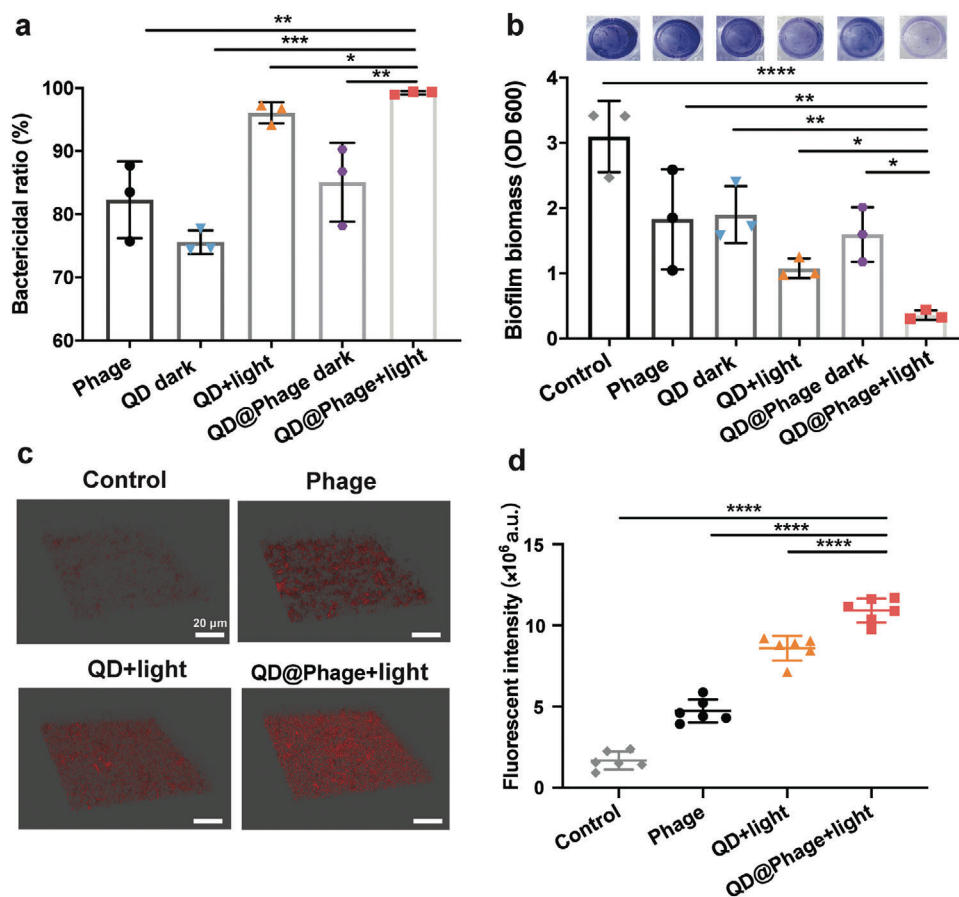 a
**
***
*
**
Bactericidal ratio (%)
100
90
80
70
60
Phage
QD dark
QD+light
QD@Phage dark
QD@Phage+light
b
****
**
**
*
*
Biofilm biomass (OD 600)
4
3
2
1
0
Control
Phage
QD dark
QD+light
QD@Phage dark
QD@Phage+light
c
Control
Phage
20 μm
QD+light
QD@Phage+light
d
****
****
****
Fluorescent intensity (×10⁶ a.u.)
15
10
5
0
Control
Phage
QD+light
QD@Phage+light